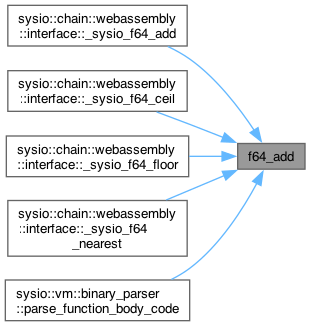 sysio::chain::webassembly
::interface::_sysio_f64_add
sysio::chain::webassembly
::interface::_sysio_f64_ceil
sysio::chain::webassembly
::interface::_sysio_f64_floor
f64_add
sysio::chain::webassembly
::interface::_sysio_f64
_nearest
sysio::vm::binary_parser
::parse_function_body_code